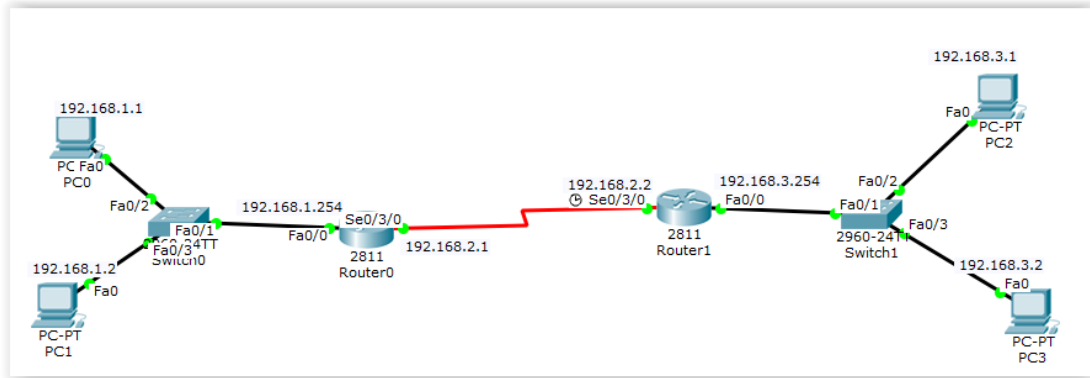 192.168.1.1
PC Fa0
PC0
Fa0/2
192.168.1.2
Fa0
PC-PT
PC1
Fa0/1
Fa0/3
Switch0
192.168.1.254
Fa0/0
Se0/3/0
192.168.2.1
2811
Router0
192.168.2.2
Se0/3/0
192.168.3.254
Fa0/0
2811
Router1
Fa0/2
Fa0/1
Fa0/3
2960-24TT
Switch1
192.168.3.1
Fa0
PC-PT
PC2
192.168.3.2
Fa0
PC-PT
PC3